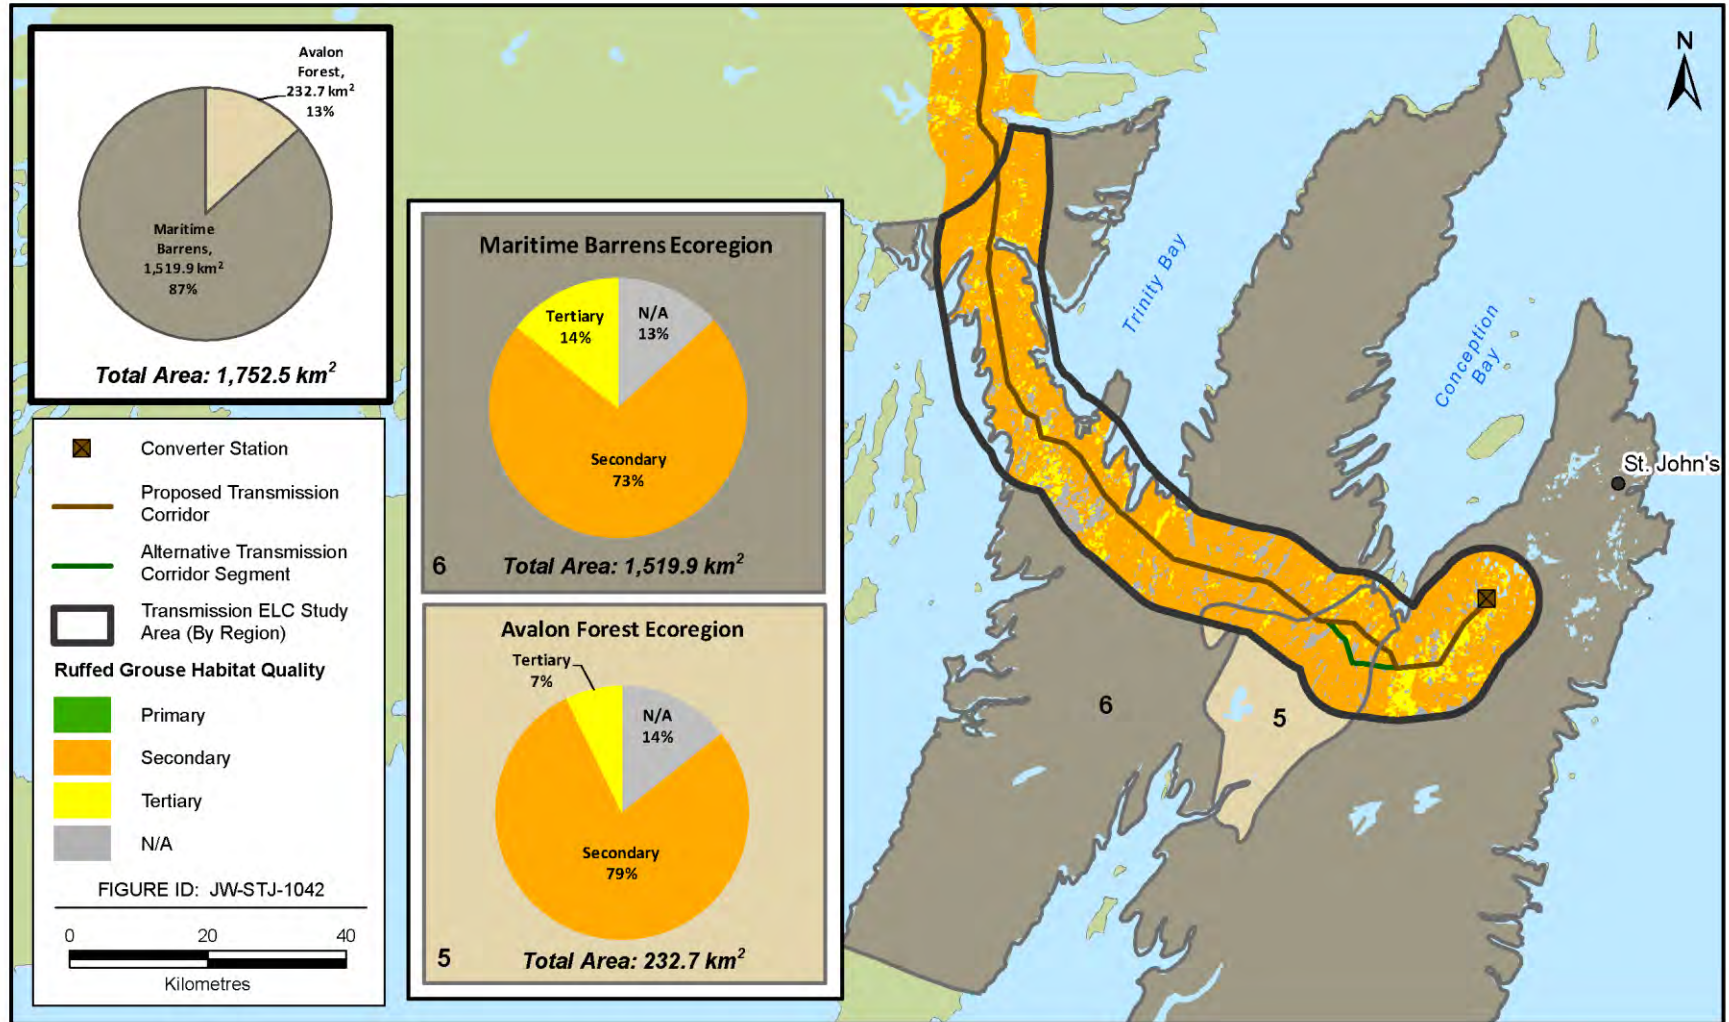 Avalon
Forest,
232.7 km²
13%
Maritime
Barrens,
1,519.9 km²
87%
Total Area: 1,752.5 km²
Converter Station
Proposed Transmission
Corridor
Alternative Transmission
Corridor Segment
Transmission ELC Study
Area (By Region)
Ruffed Grouse Habitat Quality
Primary
Secondary
Tertiary
N/A
FIGURE ID: JW-STJ-1042
0 20 40
Kilometres
Maritime Barrens Ecoregion
Tertiary
14%
N/A
13%
Secondary
73%
6 Total Area: 1,519.9 km²
Avalon Forest Ecoregion
Tertiary
7%
N/A
14%
Secondary
79%
5 Total Area: 232.7 km²
N
Trinity Bay
Conception
Bay
St. John's
6
5